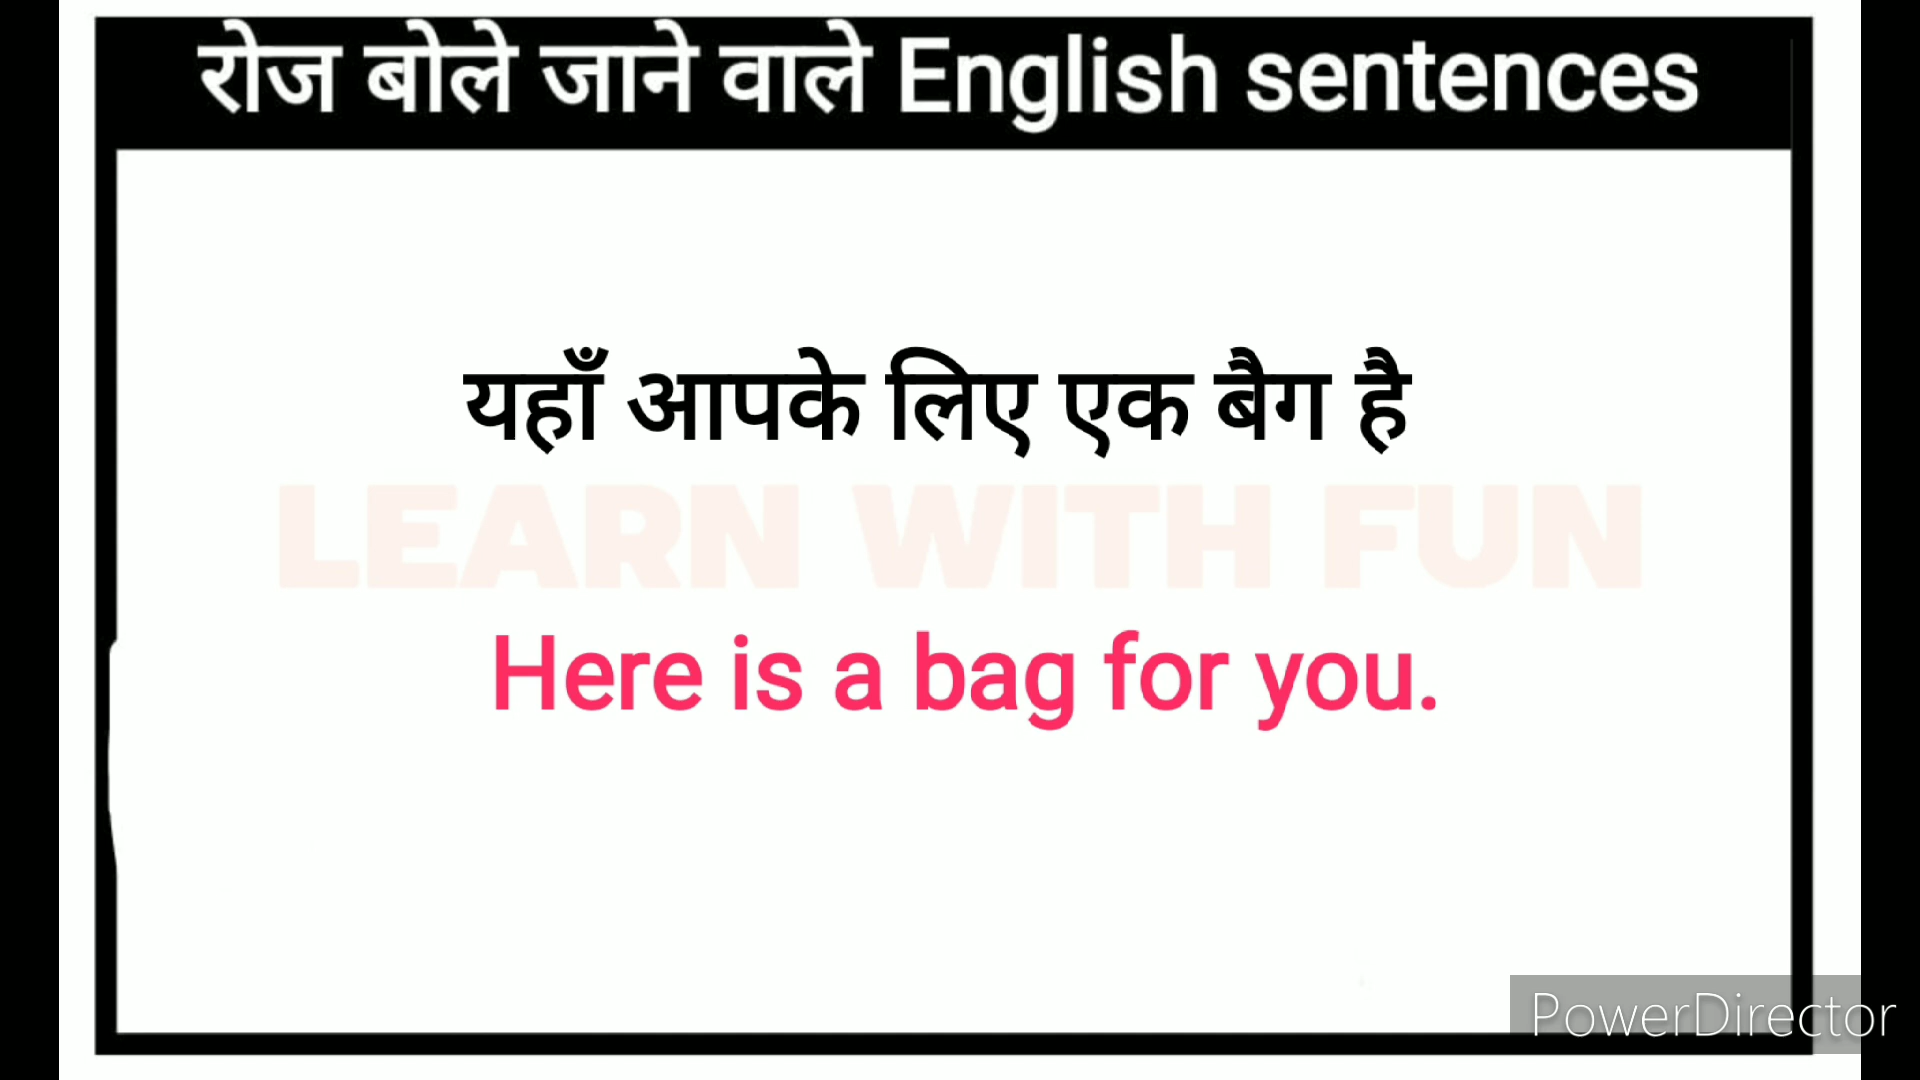 रोज बोले जाने वाले English sentences
यहाँ आपके लिए एक बैग है
LEARN WITH FUN
Here is a bag for you.
PowerDirector